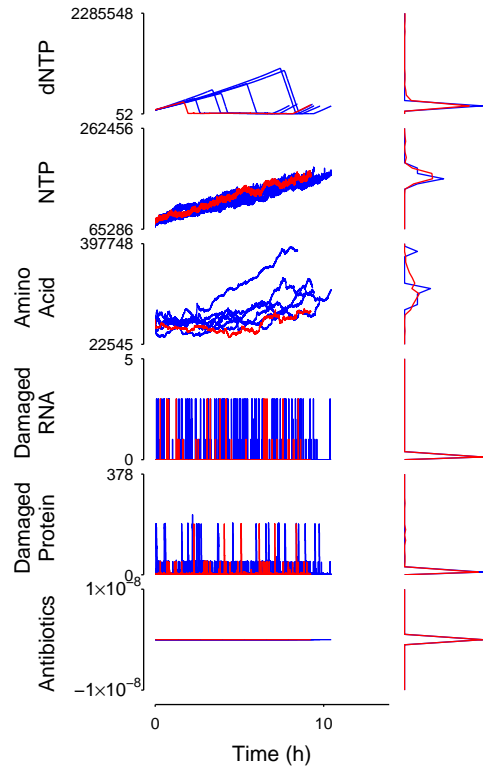 2285548
dNTP
52
262456
NTP
65286
397748
Amino
Acid
22545
5
Damaged
RNA
0
378
Damaged
Protein
0
1×10⁻⁸
Antibiotics
−1×10⁻⁸
0 10
Time (h)